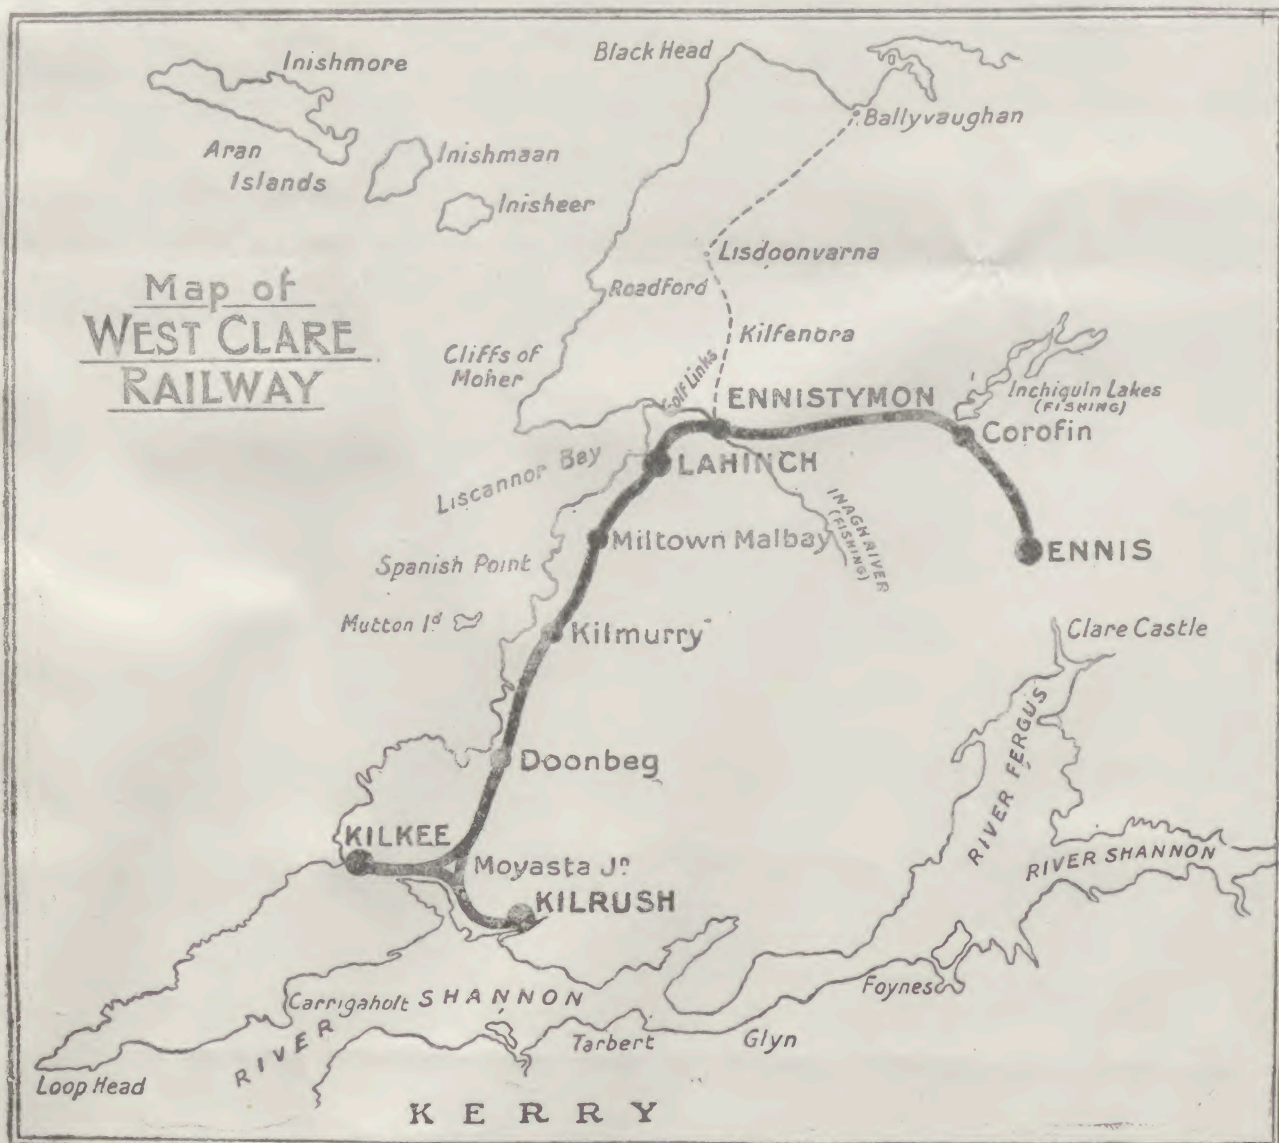 Inishmore
Aran
Islands
Inishmaan
Inisheer
Black Head
Ballyvaughan
Lisdoonvarna
Roadford
Kilfenora
Map of
WEST CLARE
RAILWAY
Cliffs of
Moher
Golf Links
ENNISTYMON
Inchiquin Lakes
(FISHING)
Corofin
Liscannor Bay
LAHINCH
INAGH RIVER
(FISHING)
Miltown Malbay
ENNIS
Spanish Point
Mutton Id
Kilmurry
Clare Castle
RIVER FERGUS
Doonbeg
KILKEE
Moyasta Jn
RIVER SHANNON
KILRUSH
Carrigaholt
RIVER SHANNON
Foynes
Tarbert
Glyn
Loop Head
KERRY